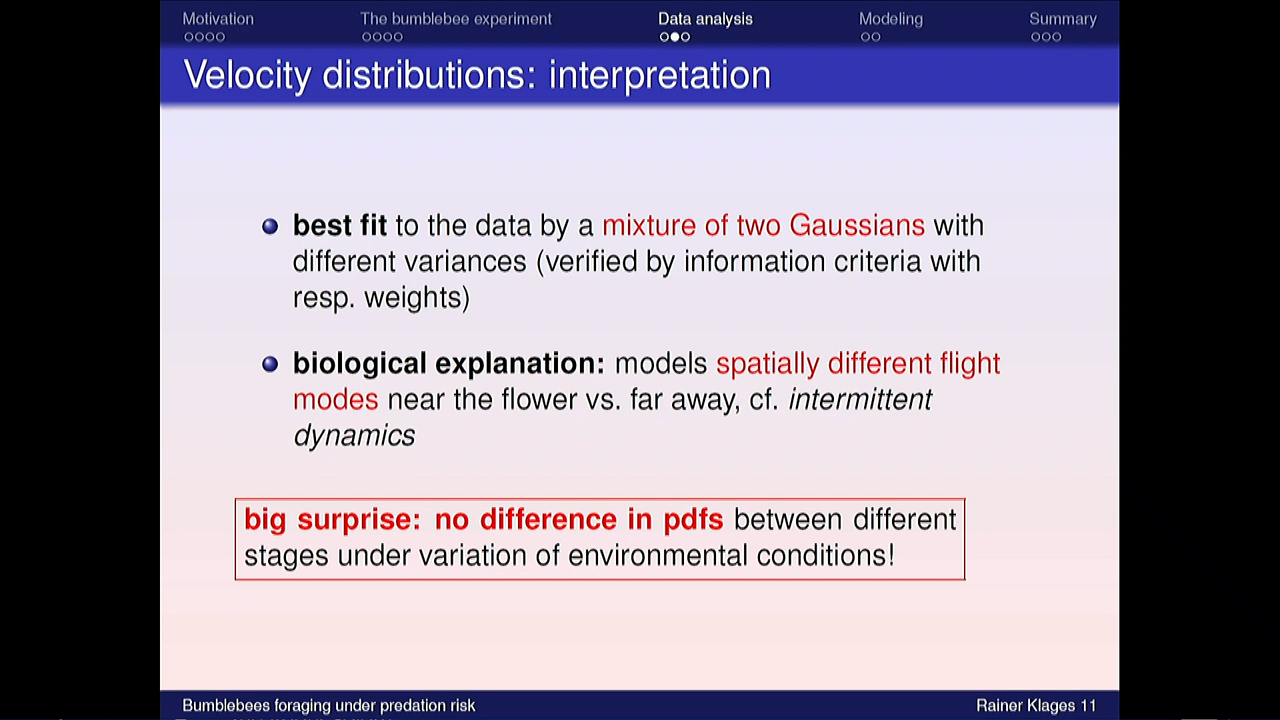 Motivation The bumblebee experiment Data analysis Modeling Summary
Velocity distributions: interpretation
best fit to the data by a mixture of two Gaussians with
different variances (verified by information criteria with
resp. weights)
biological explanation: models spatially different flight
modes near the flower vs. far away, cf. intermittent
dynamics
big surprise: no difference in pdfs between different
stages under variation of environmental conditions!
Bumblebees foraging under predation risk Rainer Klages 11